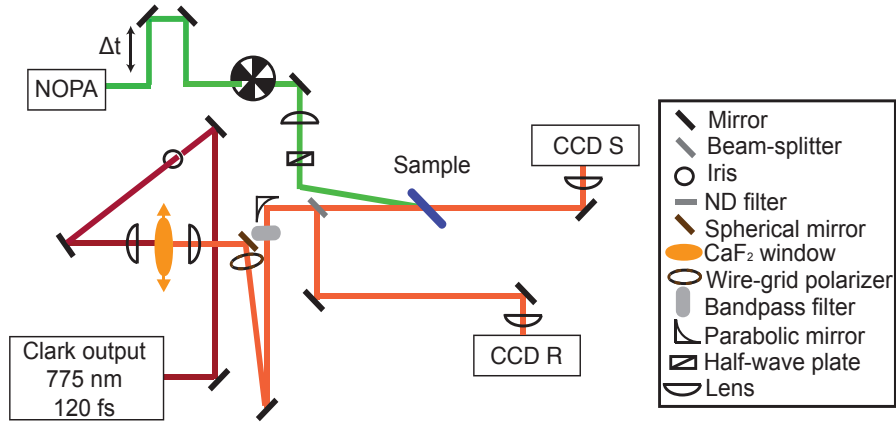 Δt
NOPA
Sample
CCD S
CCD R
Clark output
775 nm
120 fs
Mirror
Beam-splitter
Iris
ND filter
Spherical mirror
CaF₂ window
Wire-grid polarizer
Bandpass filter
Parabolic mirror
Half-wave plate
Lens